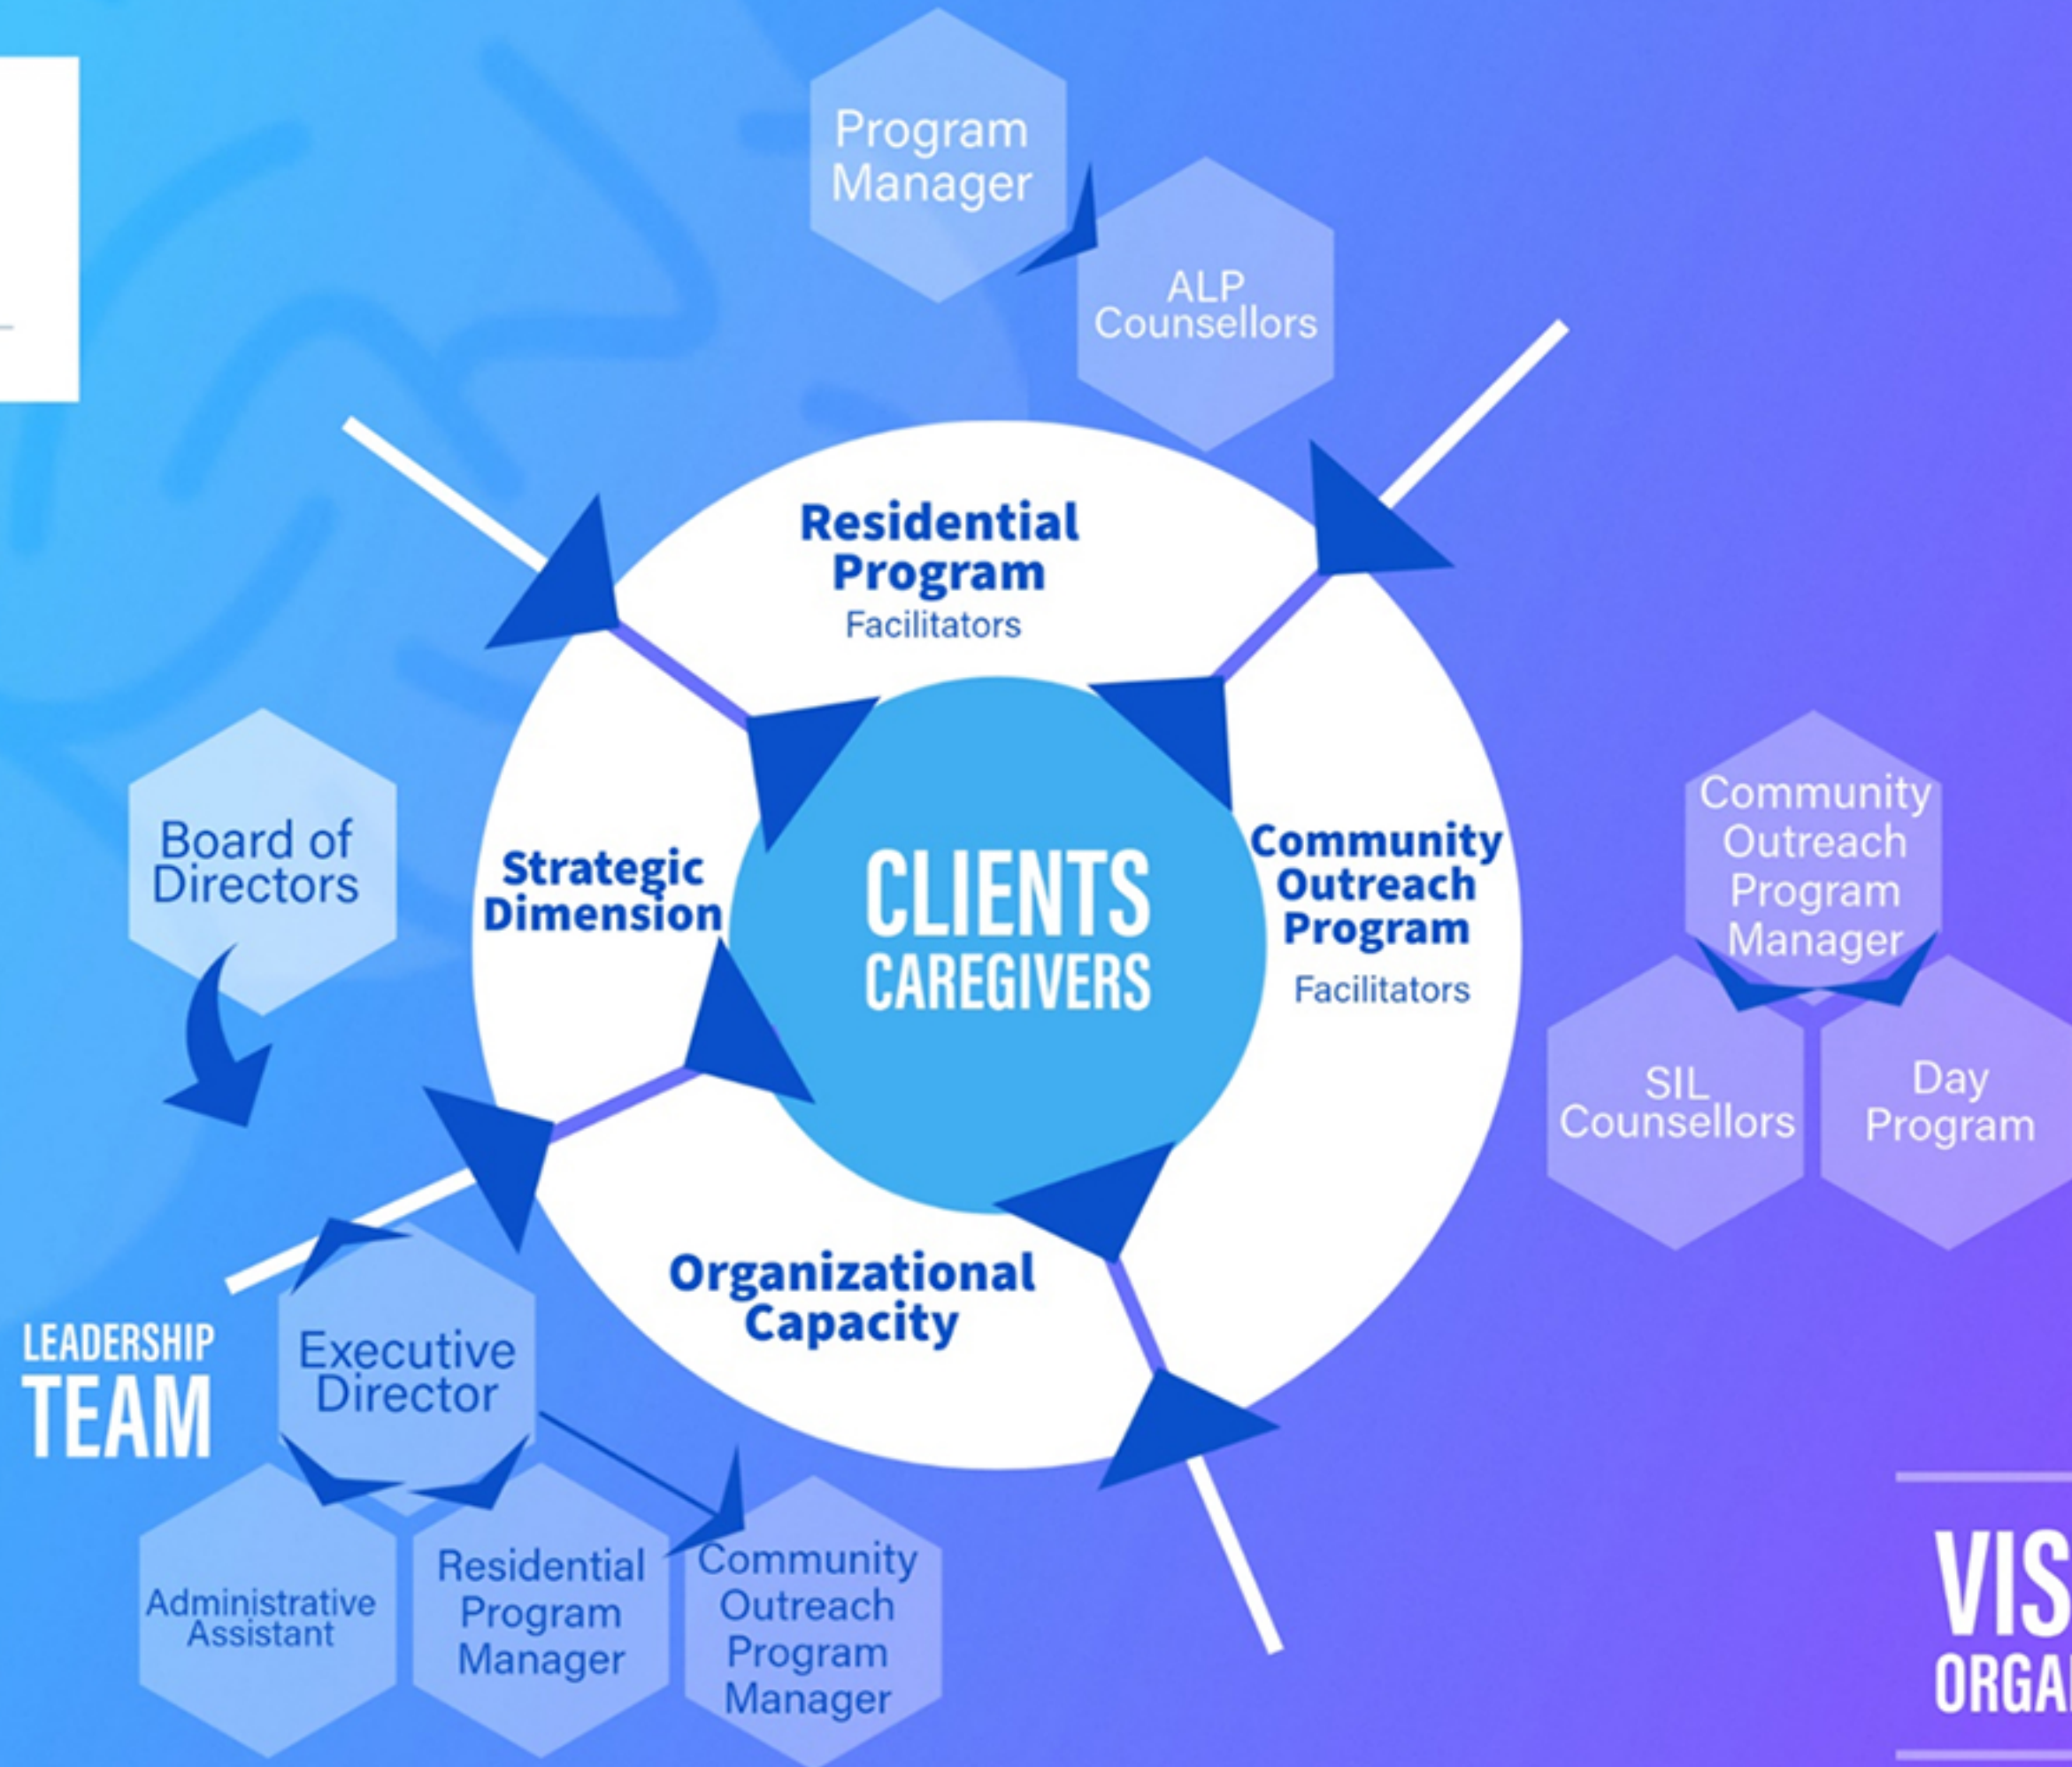 Program
Manager
ALP
Counsellors
Residential
Program
Facilitators
Board of
Directors
Strategic
Dimension
CLIENTS
CAREGIVERS
Community
Outreach
Program
Facilitators
Community
Outreach
Program
Manager
SIL
Counsellors
Day
Program
Organizational
Capacity
LEADERSHIP
TEAM
Executive
Director
Administrative
Assistant
Residential
Program
Manager
Community
Outreach
Program
Manager
VIS
ORGA